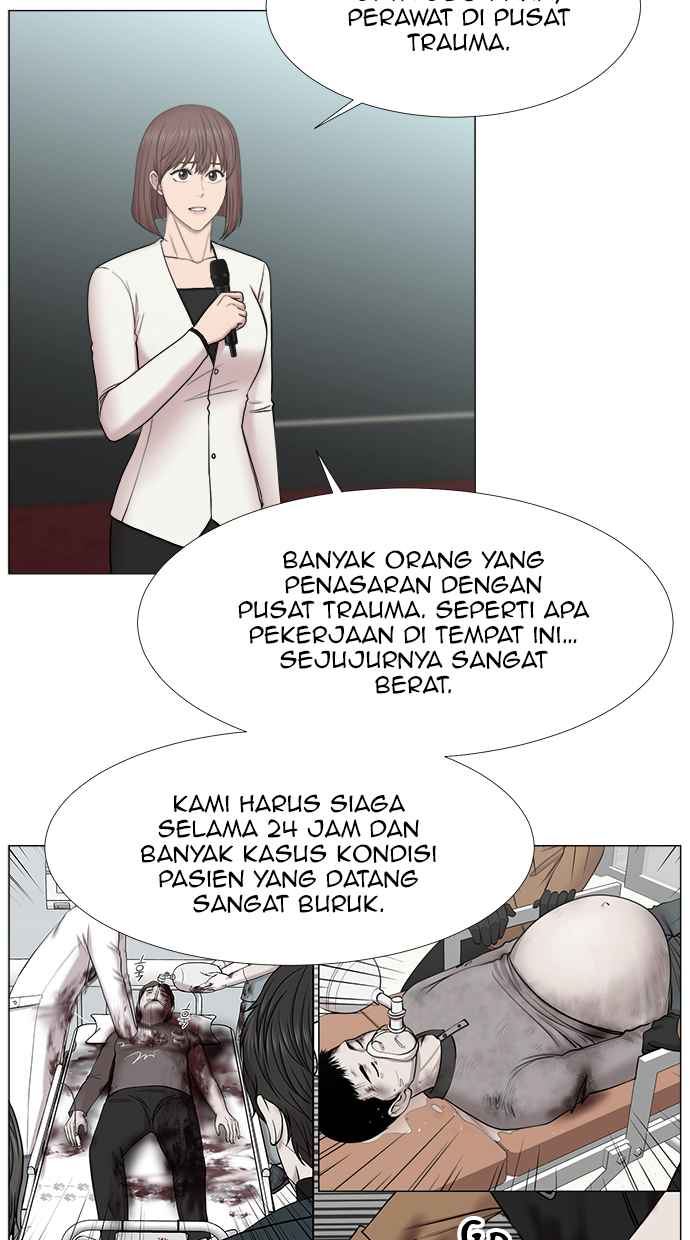 PERAWAT DI PUSAT
TRAUMA.
BANYAK ORANG YANG
PENASARAN DENGAN
PUSAT TRAUMA. SEPERTI APA
PEKERJAAN DI TEMPAT INI...
SEJUJURNYA SANGAT
BERAT.
KAMI HARUS SIAGA
SELAMA 24 JAM DAN
BANYAK KASUS KONDISI
PASIEN YANG DATANG
SANGAT BURUK.